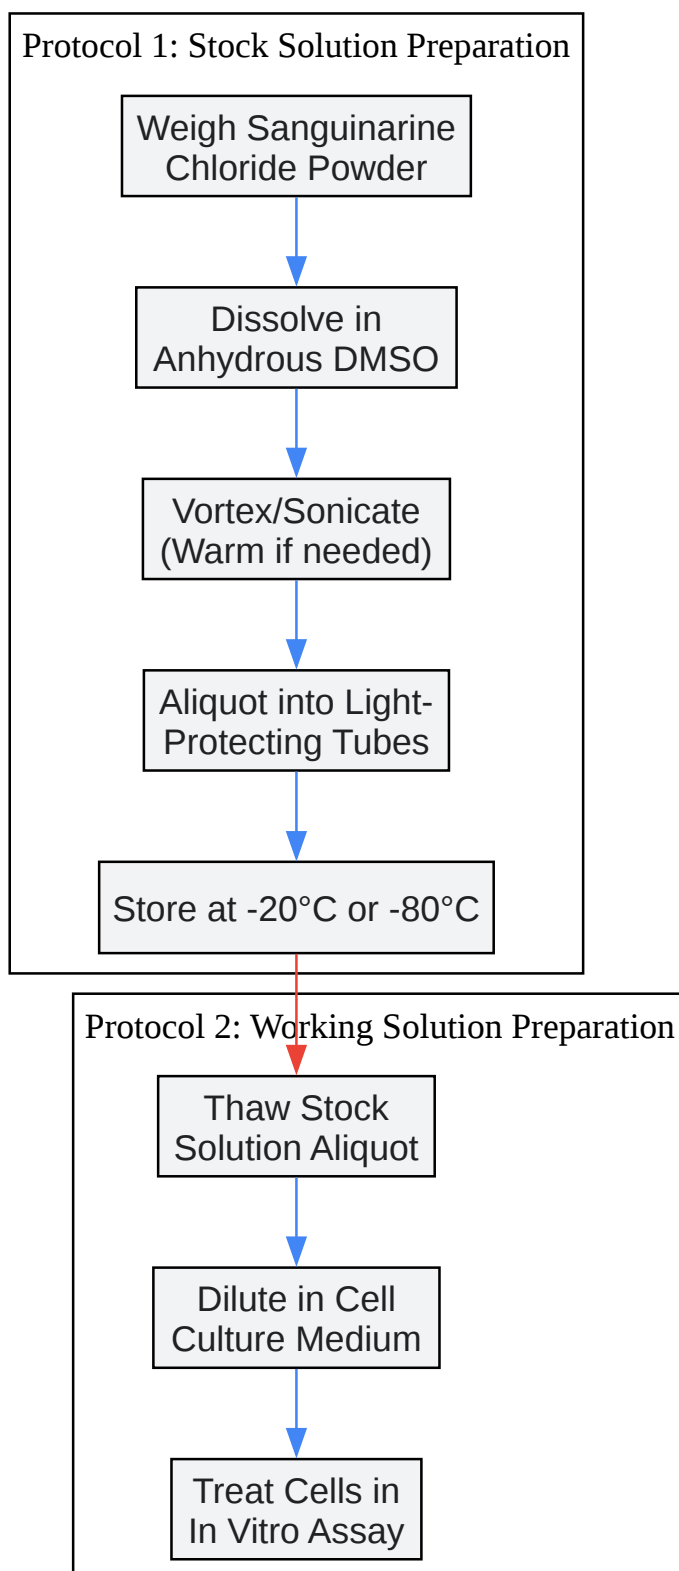 Protocol 1: Stock Solution Preparation
Weigh Sanguinarine
Chloride Powder
Dissolve in
Anhydrous DMSO
Vortex/Sonicate
(Warm if needed)
Aliquot into Light-
Protecting Tubes
Store at -20°C or -80°C
Protocol 2: Working Solution Preparation
Thaw Stock
Solution Aliquot
Dilute in Cell
Culture Medium
Treat Cells in
In Vitro Assay